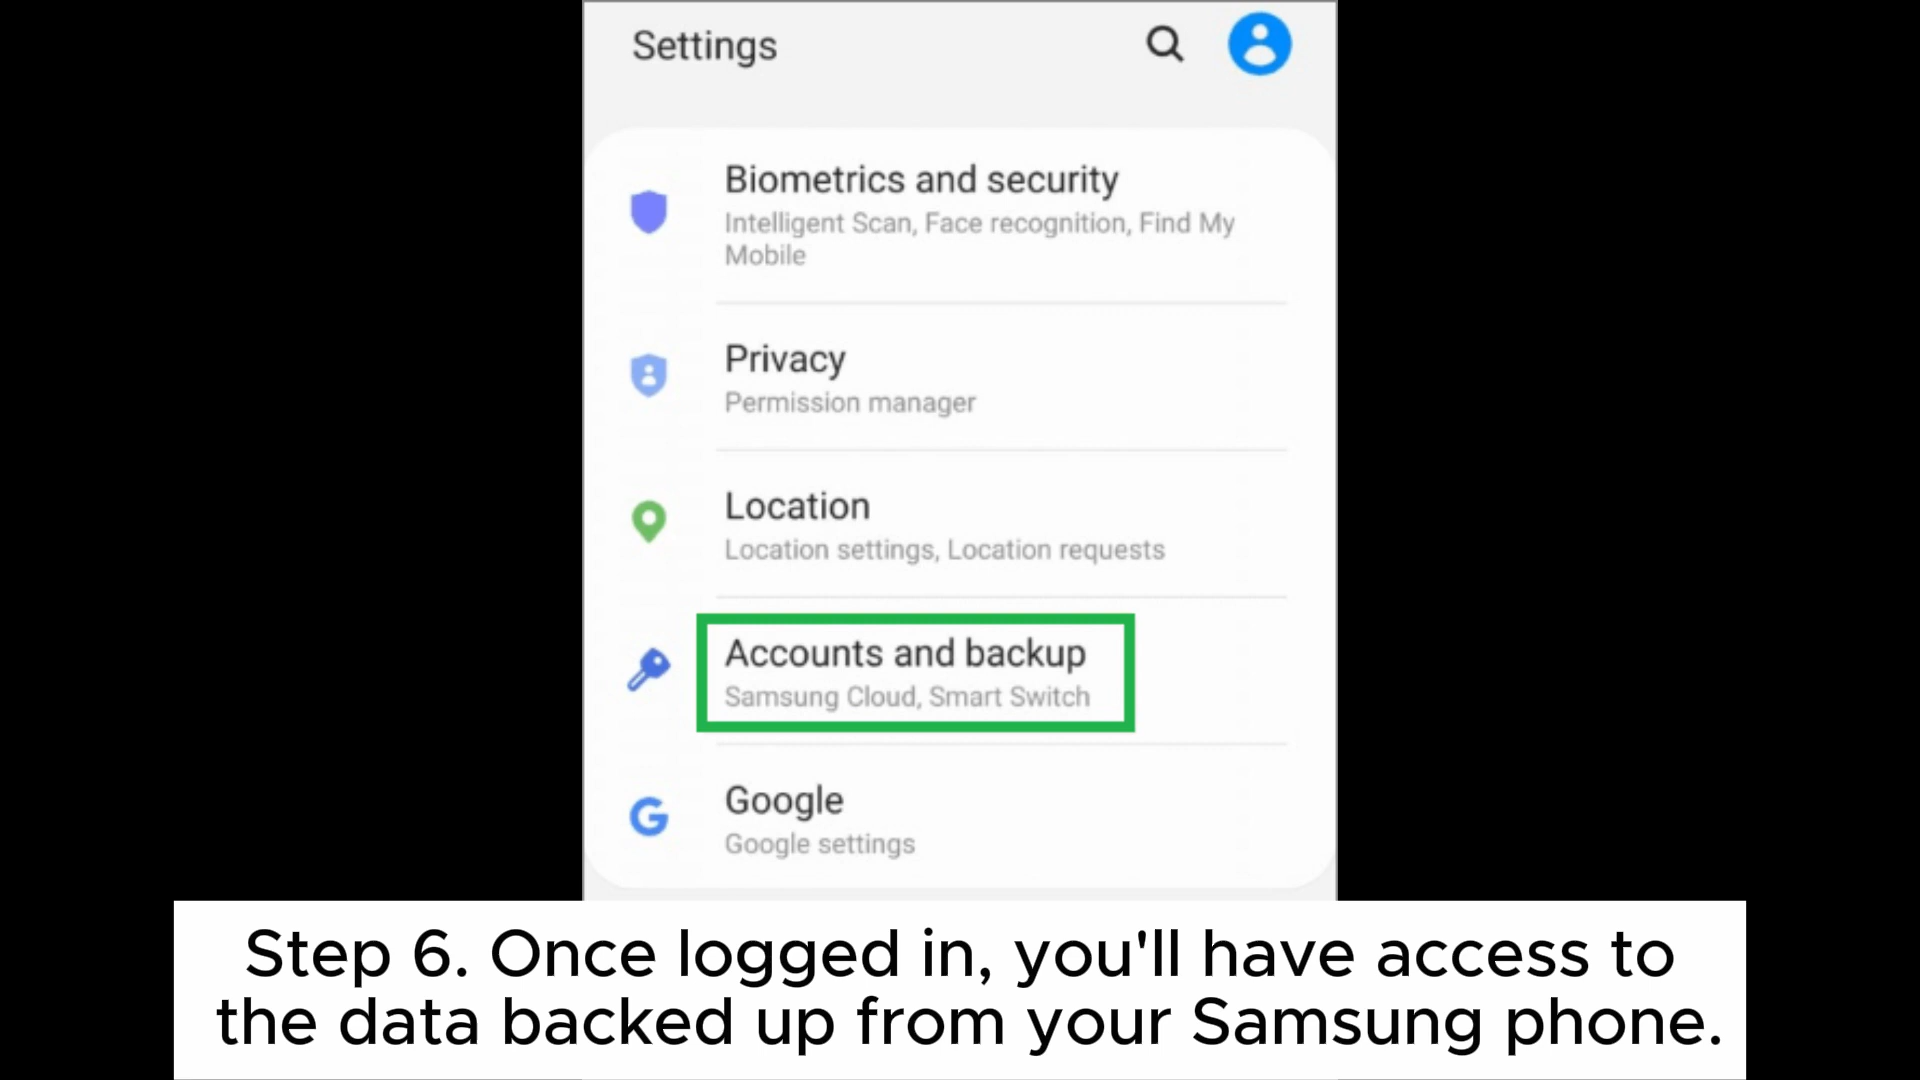 Settings
Biometrics and security
Intelligent Scan, Face recognition, Find My
Mobile
Privacy
Permission manager
Location
Location settings, Location requests
Accounts and backup
Samsung Cloud, Smart Switch
Google
Google settings
Step 6. Once logged in, you'll have access to
the data backed up from your Samsung phone.